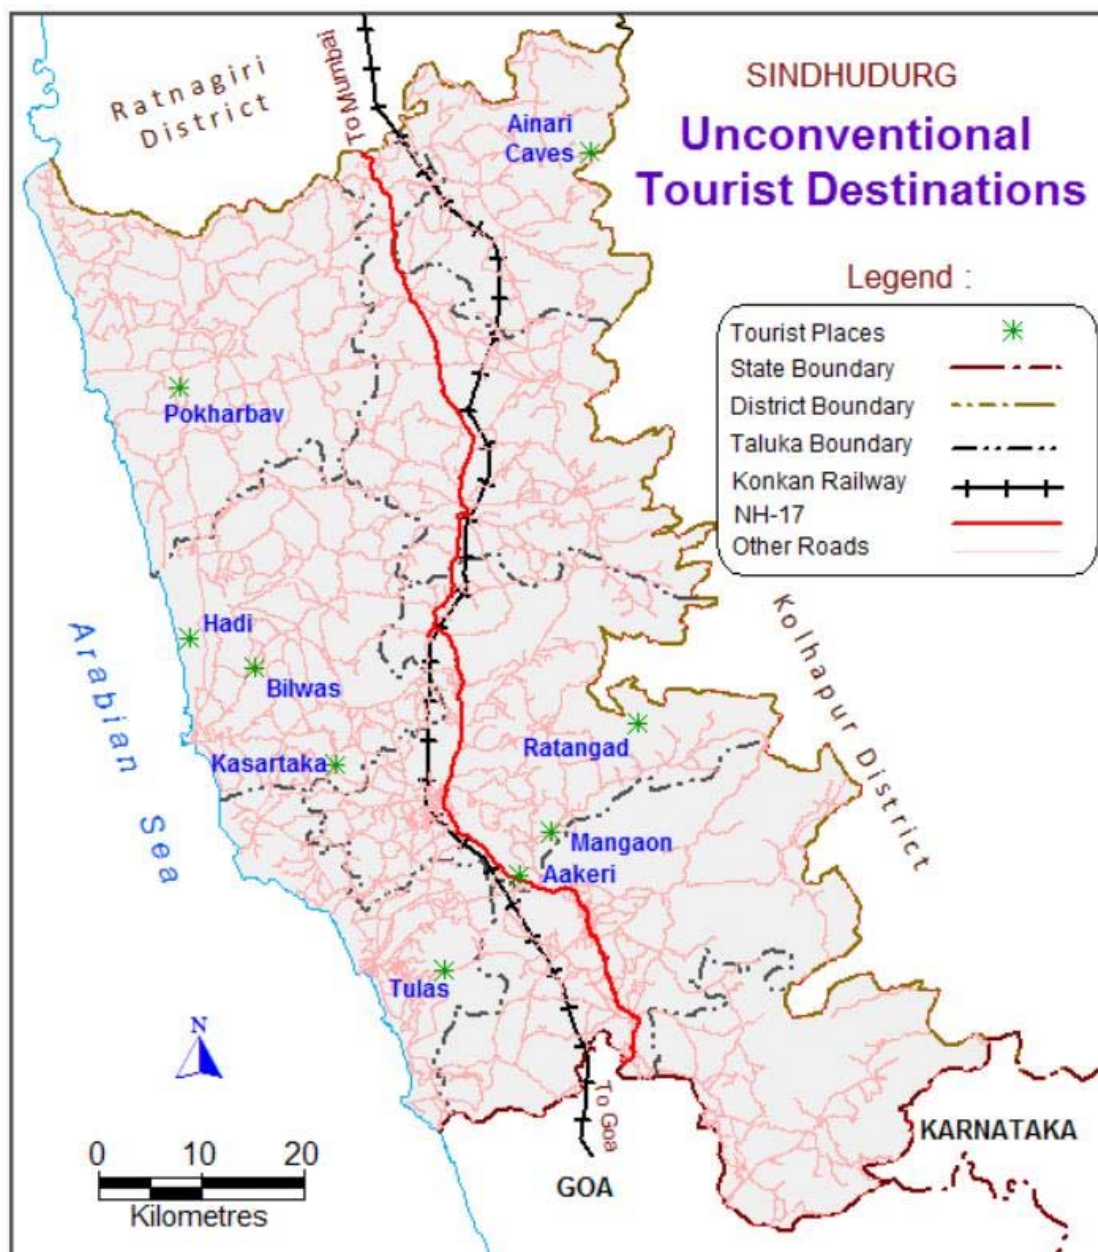 SINDHUDURG
Unconventional
Tourist Destinations
Ratnagiri
District
To Mumbai
Ainari
Caves
Legend :
Tourist Places
State Boundary
District Boundary
Taluka Boundary
Konkan Railway
NH-17
Other Roads
Pokharbav
Hadi
Bilwas
Kasartaka
Ratangad
Mangaon
Aakeri
Tulas
Arabian Sea
Kolhapur District
N
0 10 20
Kilometres
To Goa
GOA
KARNATAKA